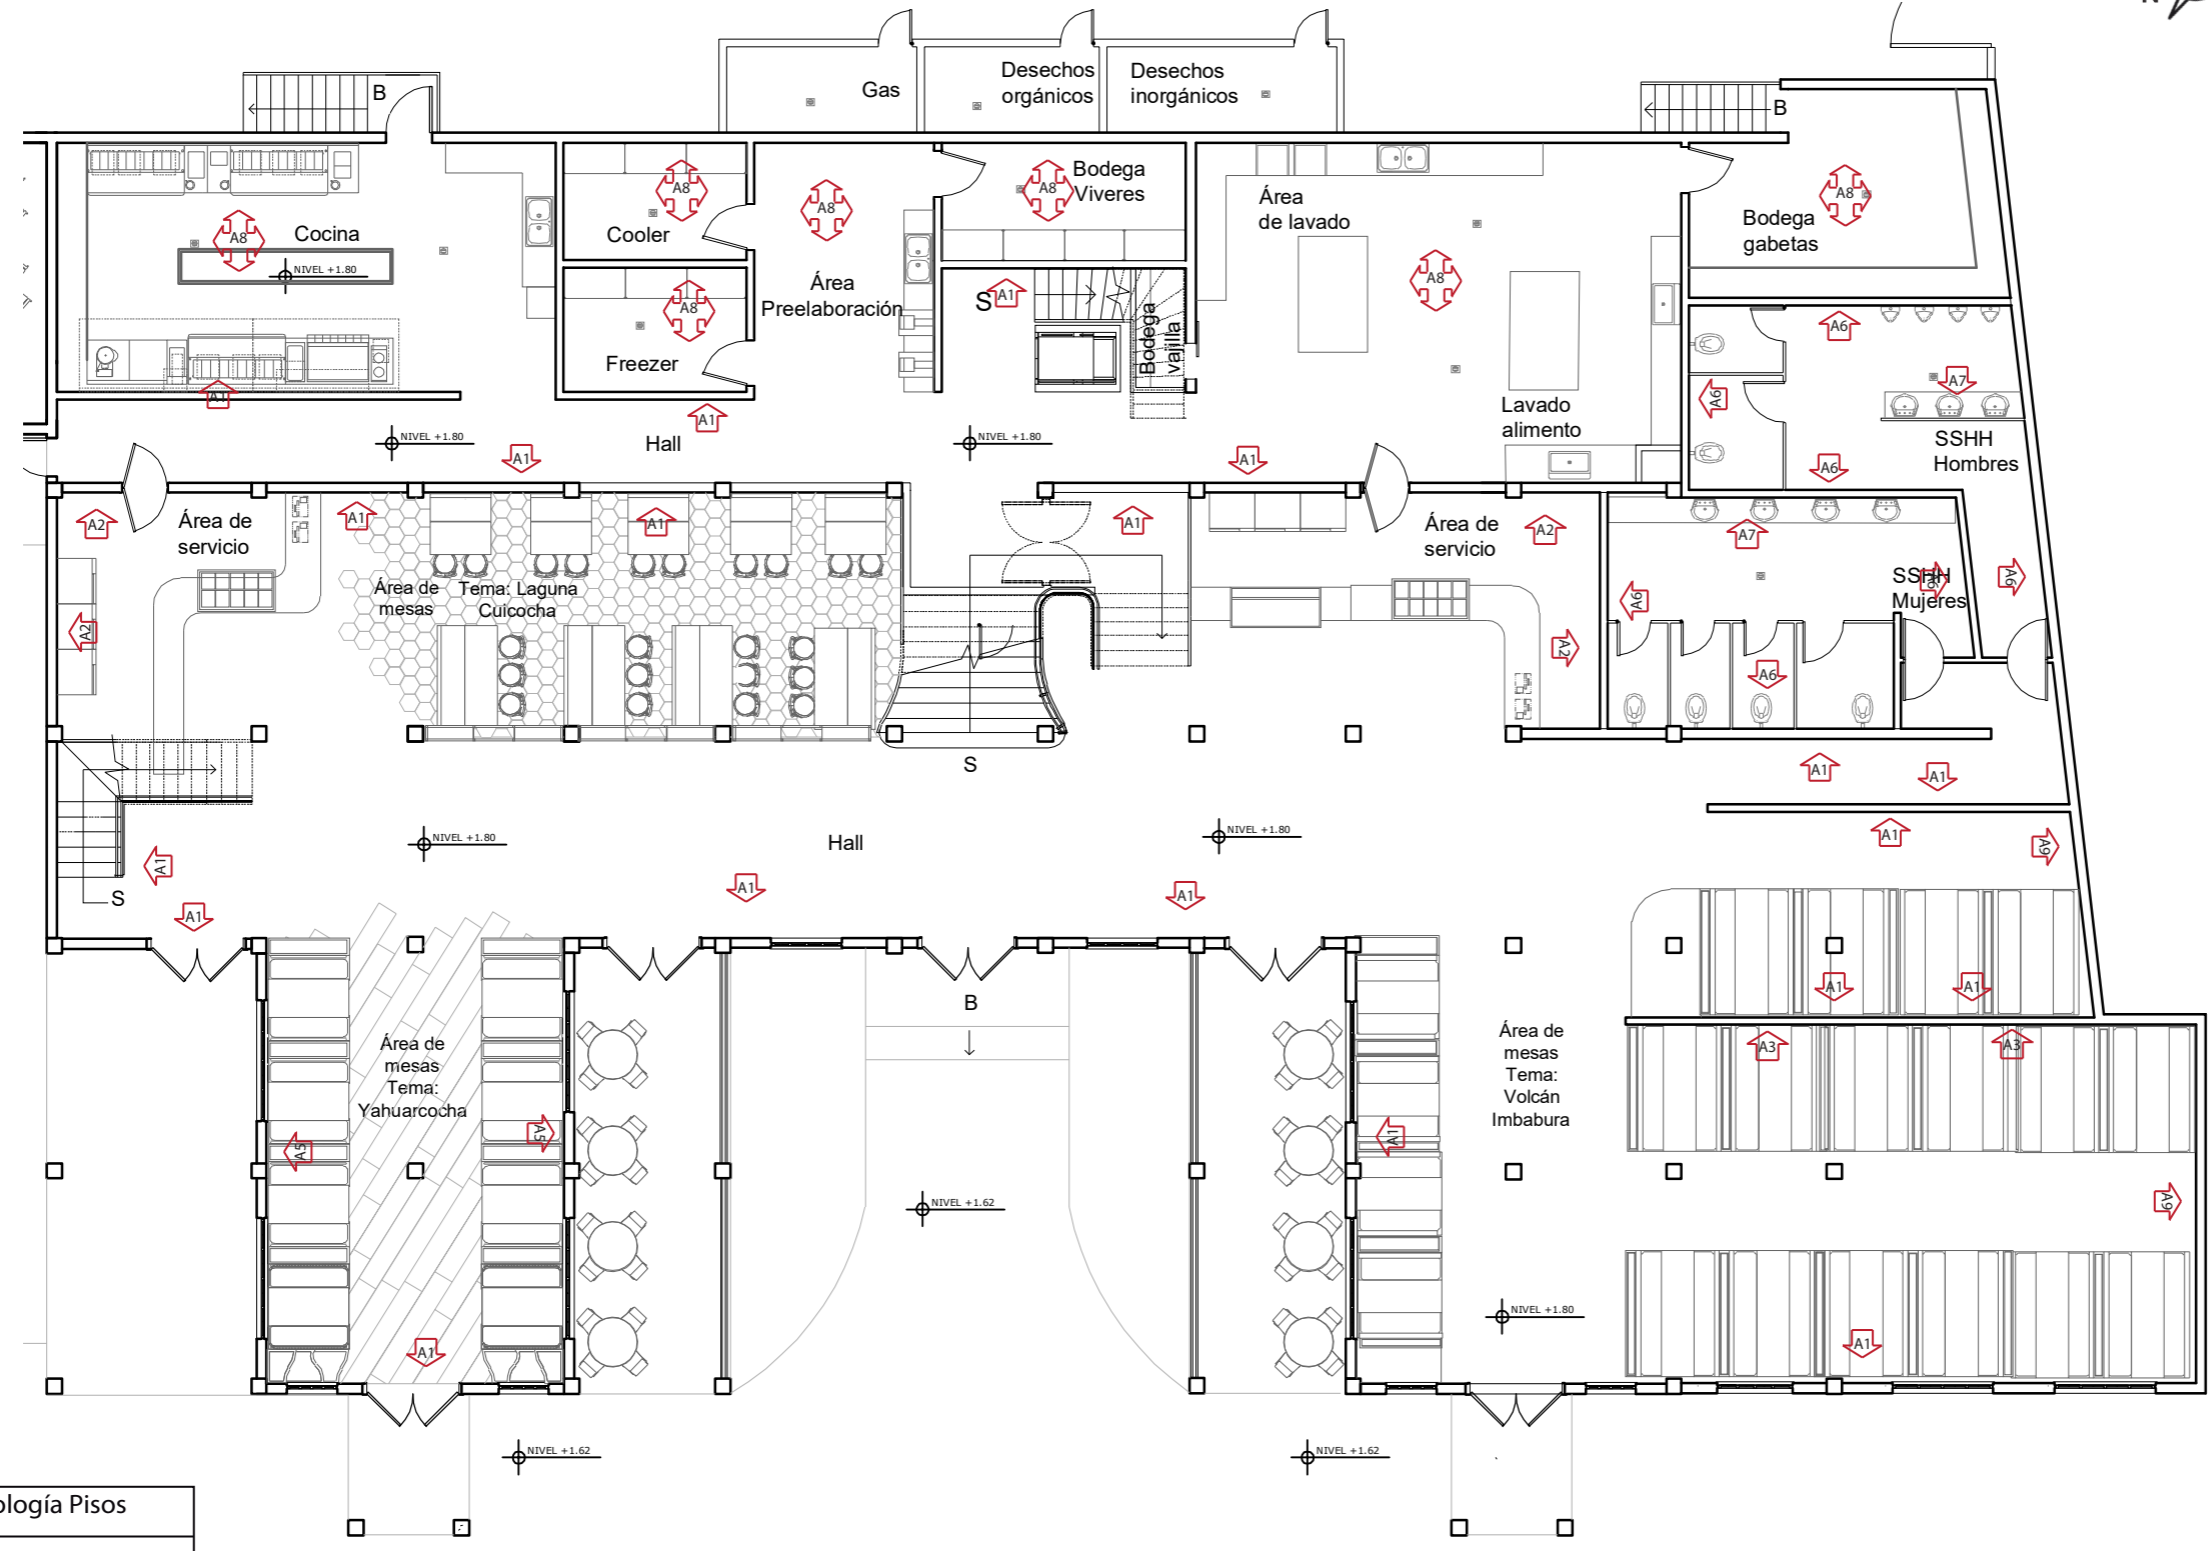 N
B
Gas
Desechos
orgánicos
Desechos
inorgánicos
B
A8
Cocina
NIVEL +1.80
A8
Cooler
A8
Freezer
A8
Área
Preelaboración
A8
Bodega
Viveres
S
A1
Bodega
vajilla
Área
de lavado
A8
Lavado
alimento
A8
Bodega
gabetas
A6
A6
A7
A6
SSHH
Hombres
A1
NIVEL +1.80
A1
A1
Hall
NIVEL +1.80
A1
A2
Área de
servicio
A2
A1
A1
Área de
mesas
Tema: Laguna
Cuicocha
A1
Área de
servicio
A2
A2
A7
A6
A6
SSHH
Mujeres
A6
A6
S
A1
A1
NIVEL +1.80
Hall
NIVEL +1.80
A1
A9
A1
S
A1
A1
A1
B
A1
A1
Área de
mesas
Tema:
Yahuarcocha
A5
A5
A1
Área de
mesas
Tema:
Volcán
Imbabura
A1
A3
A3
A9
NIVEL +1.62
NIVEL +1.80
A1
NIVEL +1.62
NIVEL +1.62
ología Pisos